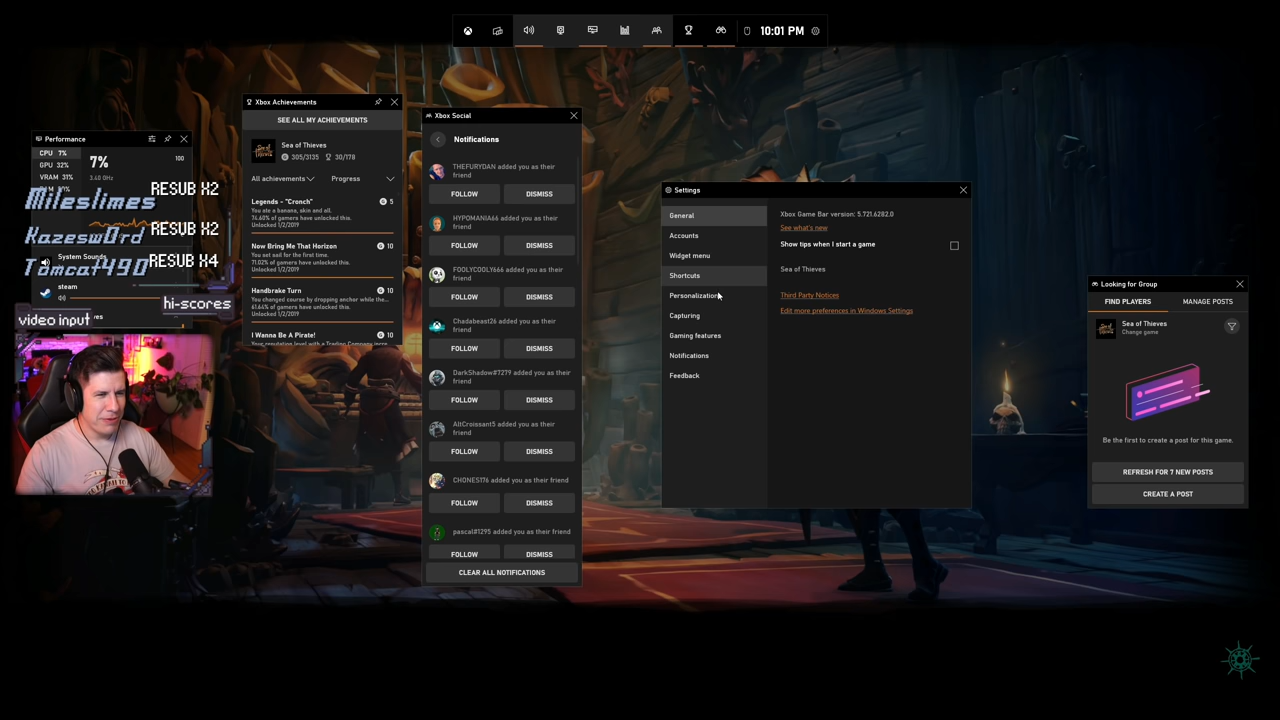 10:01 PM
Xbox Achievements
SEE ALL MY ACHIEVEMENTS
Sea of Thieves
305/3135 30/178
All achievements Progress
Legends - "Cronch" 5
You ate a banana, skin and all.
74.60% of gamers have unlocked this.
Unlocked 1/2/2019
Now Bring Me That Horizon 10
You set sail for the first time.
71.02% of gamers have unlocked this.
Unlocked 1/2/2019
Handbrake Turn 10
You changed course by dropping anchor while the...
61.64% of gamers have unlocked this.
Unlocked 1/2/2019
I Wanna Be A Pirate! 10
Your reputation level with a Trading Company incre
Xbox Social
Notifications
THEFURYDAN added you as their
friend
FOLLOW DISMISS
HYPOMANIA66 added you as their
friend
FOLLOW DISMISS
FOOLYCOOLY666 added you as their
friend
FOLLOW DISMISS
Chadabeast26 added you as their
friend
FOLLOW DISMISS
DarkShadow#7279 added you as their
friend
FOLLOW DISMISS
AltCroissant5 added you as their
friend
FOLLOW DISMISS
CHONES176 added you as their friend
FOLLOW DISMISS
pascal#1295 added you as their friend
FOLLOW DISMISS
CLEAR ALL NOTIFICATIONS
Performance
CPU 7%
GPU 32%
VRAM 31%
7%
100
3.60 GHz
Mileslimes RESUB X2
Kazesw0rd RESUB X2
Tomcat490 RESUB X4
System Sounds
steam
hi-scores
video input
Settings
General
Accounts
Widget menu
Shortcuts
Personalization
Capturing
Gaming features
Notifications
Feedback
Xbox Game Bar version: 5.721.6282.0
See what's new
Show tips when I start a game
Sea of Thieves
Third Party Notices
Edit more preferences in Windows Settings
Looking for Group
FIND PLAYERS MANAGE POSTS
Sea of Thieves
Change game
Be the first to create a post for this game.
REFRESH FOR 7 NEW POSTS
CREATE A POST